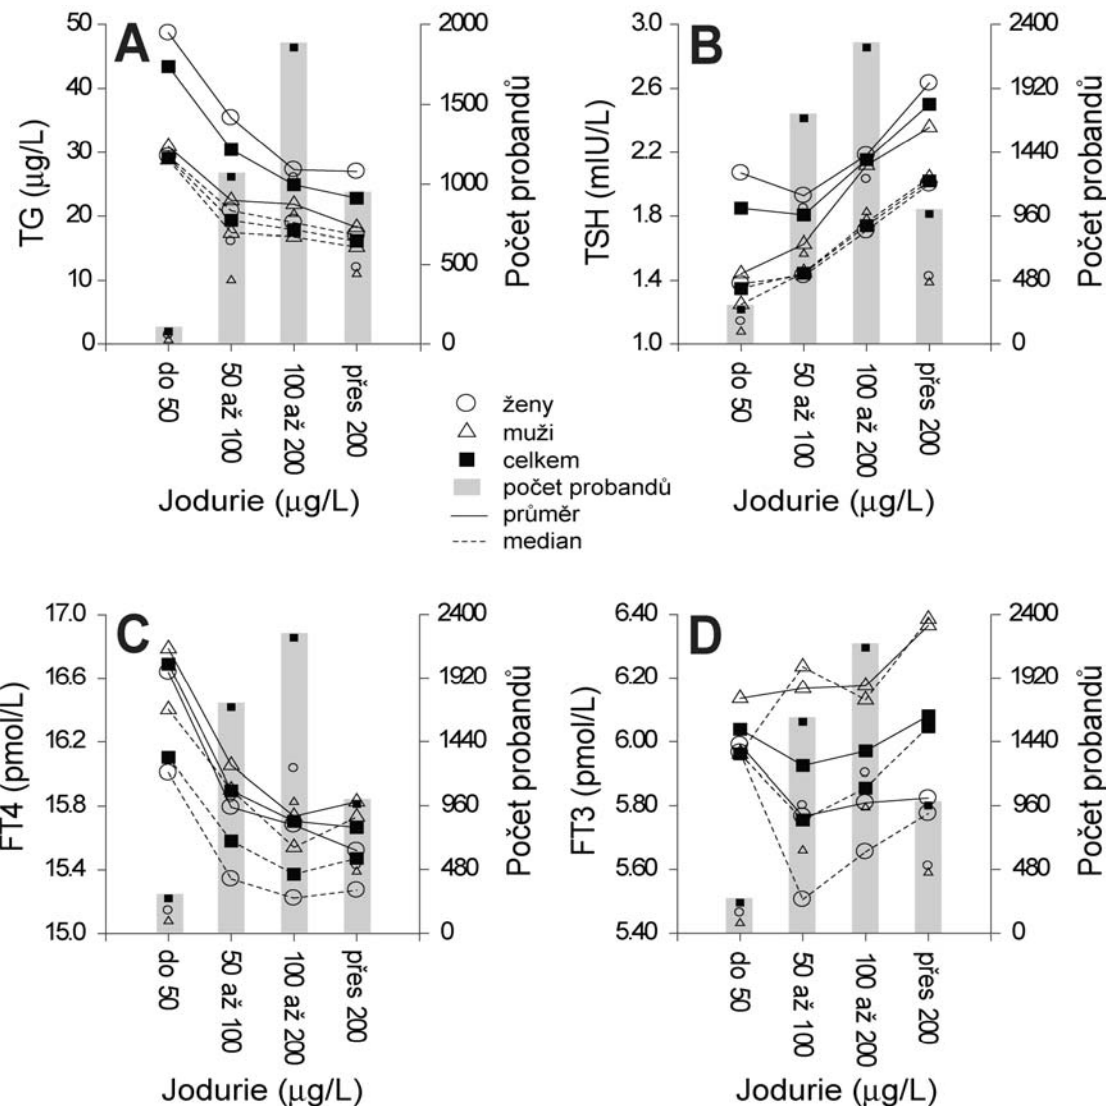 A
TG (µg/L)
50
40
30
20
10
0
2000
1500
1000
500
0
Počet probandů
do 50
50 až 100
100 až 200
přes 200
Jodurie (µg/L)
B
TSH (mIU/L)
3.0
2.6
2.2
1.8
1.4
1.0
2400
1920
1440
960
480
0
Počet probandů
do 50
50 až 100
100 až 200
přes 200
Jodurie (µg/L)
ženy
muži
celkem
počet probandů
průměr
median
C
FT4 (pmol/L)
17.0
16.6
16.2
15.8
15.4
15.0
2400
1920
1440
960
480
0
Počet probandů
do 50
50 až 100
100 až 200
přes 200
Jodurie (µg/L)
D
FT3 (pmol/L)
6.40
6.20
6.00
5.80
5.60
5.40
2400
1920
1440
960
480
0
Počet probandů
do 50
50 až 100
100 až 200
přes 200
Jodurie (µg/L)